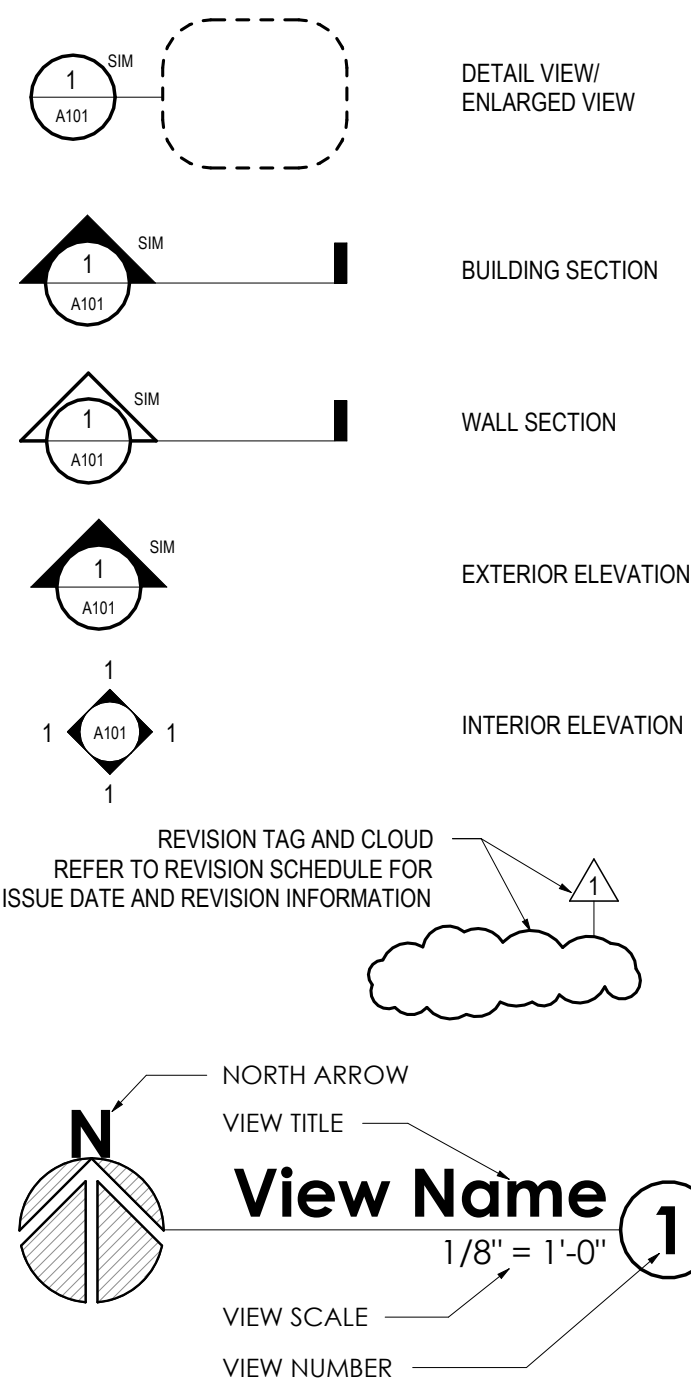 SIM
1
A101
DETAIL VIEW/
ENLARGED VIEW
SIM
1
A101
BUILDING SECTION
SIM
1
A101
WALL SECTION
SIM
1
A101
EXTERIOR ELEVATION
1
1 A101 1
1
INTERIOR ELEVATION
REVISION TAG AND CLOUD
REFER TO REVISION SCHEDULE FOR
ISSUE DATE AND REVISION INFORMATION
1
NORTH ARROW
N
VIEW TITLE
View Name
1
1/8" = 1'-0"
VIEW SCALE
VIEW NUMBER